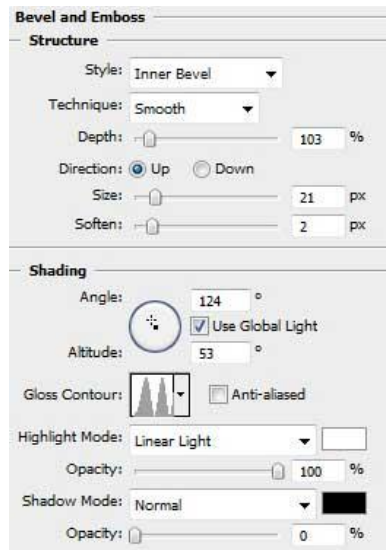 Bevel and Emboss
Structure
Style: Inner Bevel
Technique: Smooth
Depth: 103 %
Direction: Up Down
Size: 21 px
Soften: 2 px
Shading
Angle: 124 °
Use Global Light
Altitude: 53 °
Gloss Contour: Anti-aliased
Highlight Mode: Linear Light
Opacity: 100 %
Shadow Mode: Normal
Opacity: 0 %